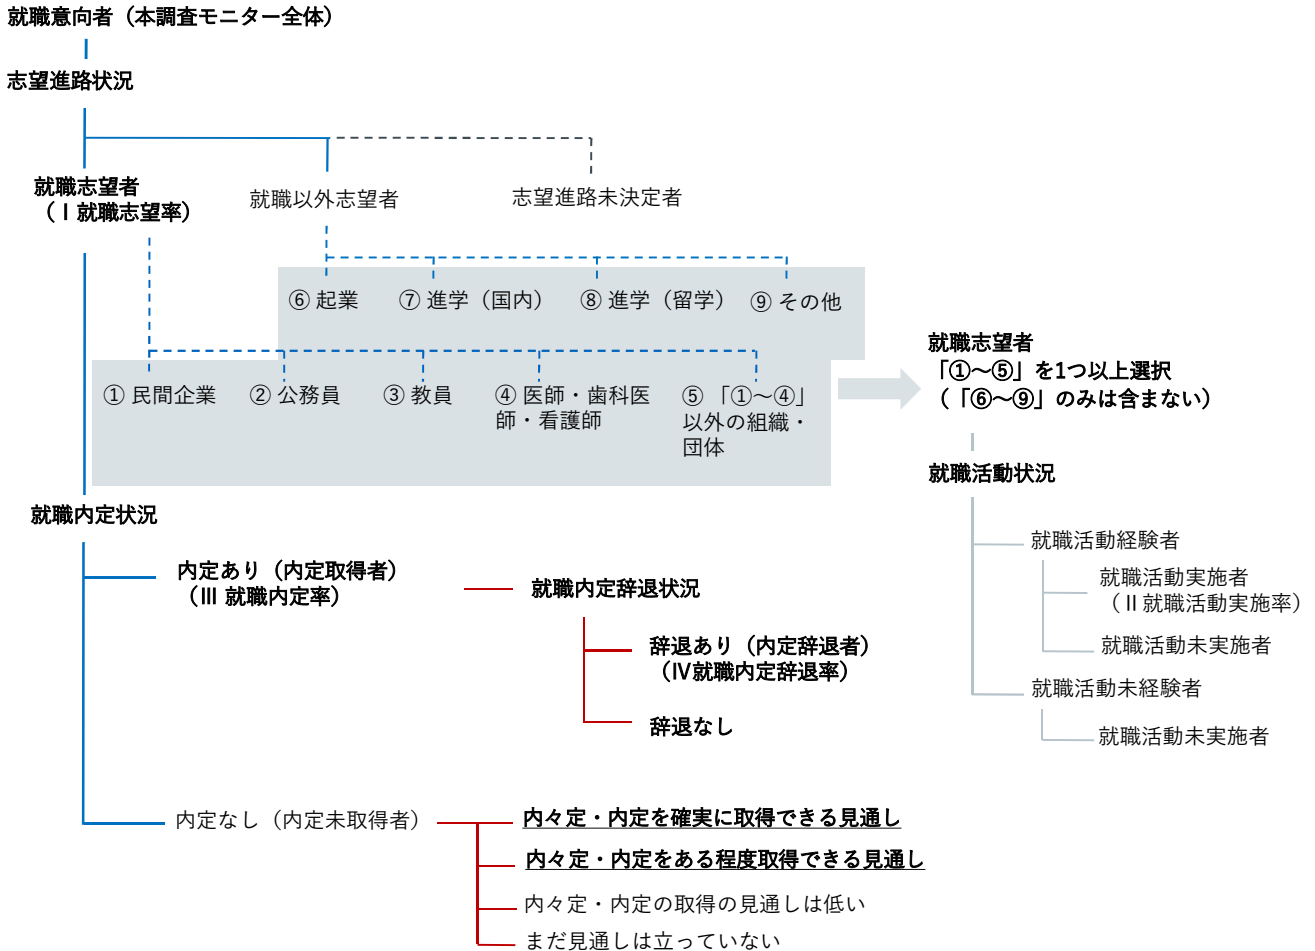 就職意向者（本調査モニター全体）
志望進路状況
就職志望者
（Ⅰ就職志望率）
就職以外志望者
志望進路未決定者
⑥ 起業
⑦ 進学（国内）
⑧ 進学（留学）
⑨ その他
① 民間企業
② 公務員
③ 教員
④ 医師・歯科医
師・看護師
⑤ 「①～④」
以外の組織・
団体
就職志望者
「①～⑤」を1つ以上選択
（「⑥～⑨」のみは含まない）
就職活動状況
就職活動経験者
就職活動実施者
（Ⅱ就職活動実施率）
就職活動未実施者
就職活動未経験者
就職活動未実施者
就職内定状況
内定あり（内定取得者）
（Ⅲ 就職内定率）
就職内定辞退状況
辞退あり（内定辞退者）
（Ⅳ就職内定辞退率）
辞退なし
内定なし（内定未取得者）
内々定・内定を確実に取得できる見通し
内々定・内定をある程度取得できる見通し
内々定・内定の取得の見通しは低い
まだ見通しは立っていない